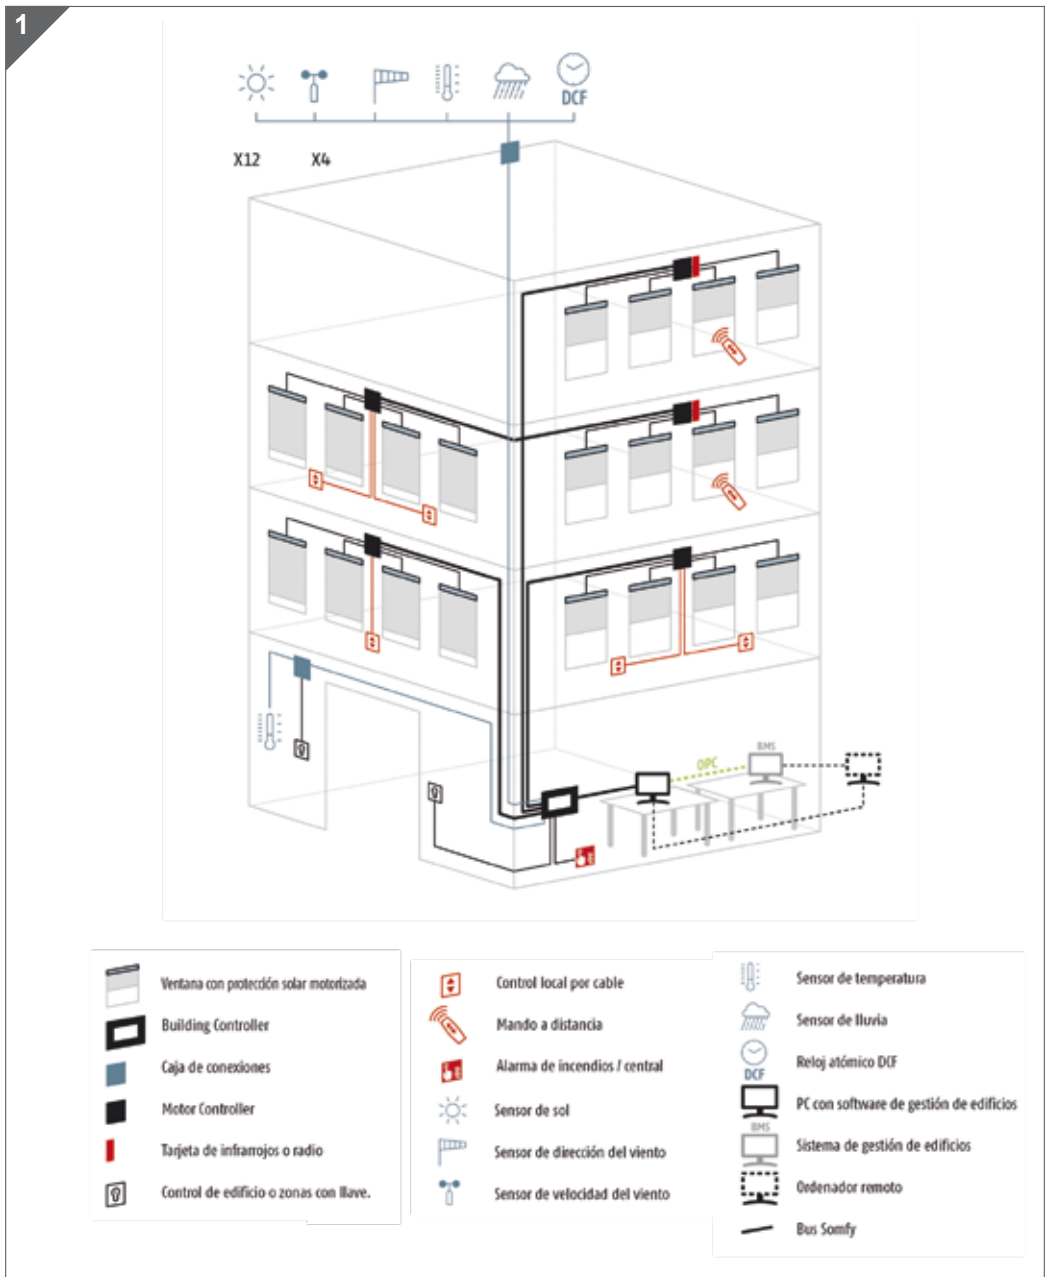 1
DCF
X12 X4
BMS
OPC
Ventana con protección solar motorizada
Building Controller
Caja de conexiones
Motor Controller
Tarjeta de infrarrojos o radio
Control de edificio o zonas con llave.
Control local por cable
Mando a distancia
Alarma de incendios / central
Sensor de sol
Sensor de dirección del viento
Sensor de velocidad del viento
Sensor de temperatura
Sensor de lluvia
DCF
Reloj atómico DCF
PC con software de gestión de edificios
BMS
Sistema de gestión de edificios
Ordenador remoto
Bus Somfy